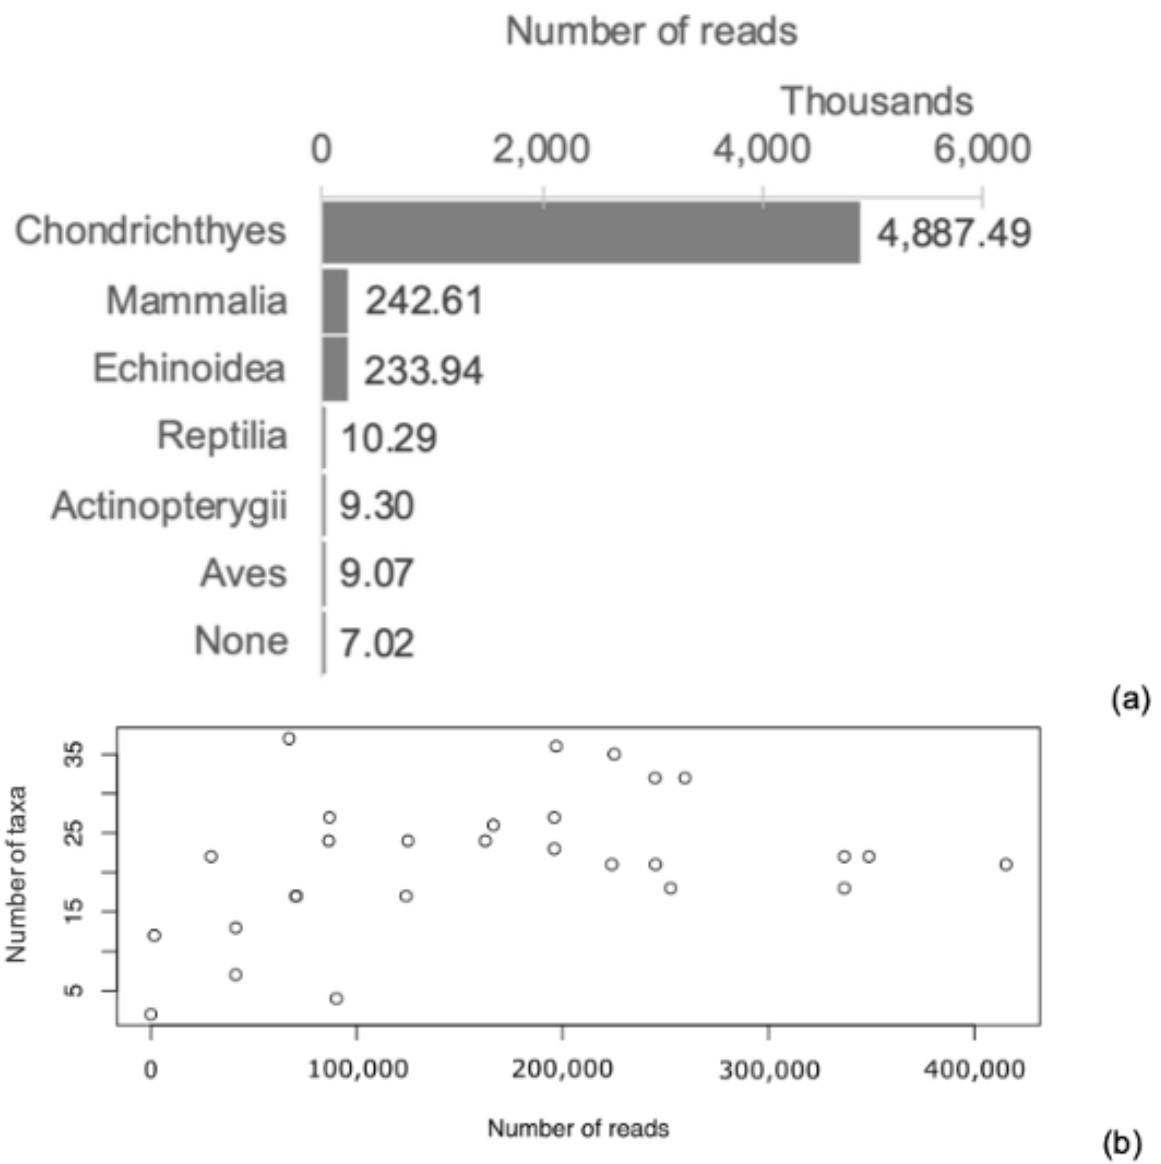 Number of reads
Thousands
0 2,000 4,000 6,000
Chondrichthyes 4,887.49
Mammalia 242.61
Echinoidea 233.94
Reptilia 10.29
Actinopterygii 9.30
Aves 9.07
None 7.02
(a)
Number of taxa
35
25
15
5
0 100,000 200,000 300,000 400,000
Number of reads
(b)